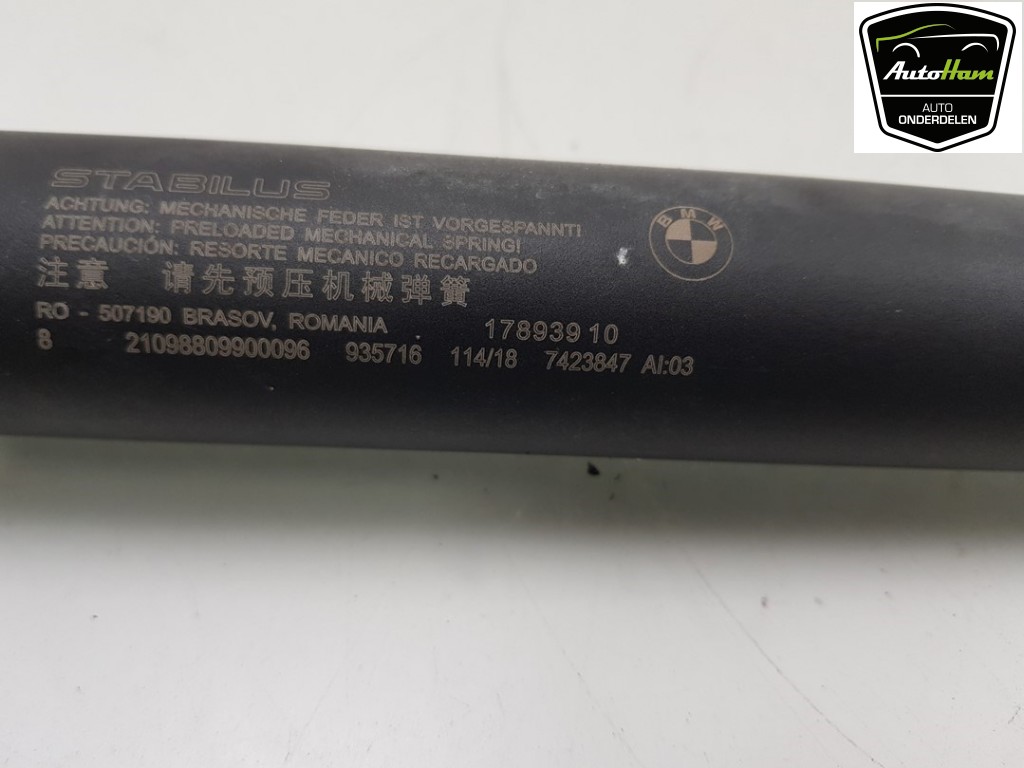 AutoHam
AUTO
ONDERDELEN
STABILUS
ACHTUNG: MECHANISCHE FEDER IST VORGESPANNT!
ATTENTION: PRELOADED MECHANICAL SPRING!
PRECAUCIÓN: RESORTE MECANICO RECARGADO
注意 请先预压机械弹簧
BMW
RO - 507190 BRASOV, ROMANIA 178939 10
8 21098809900096 935716 114/18 7423847 AI:03